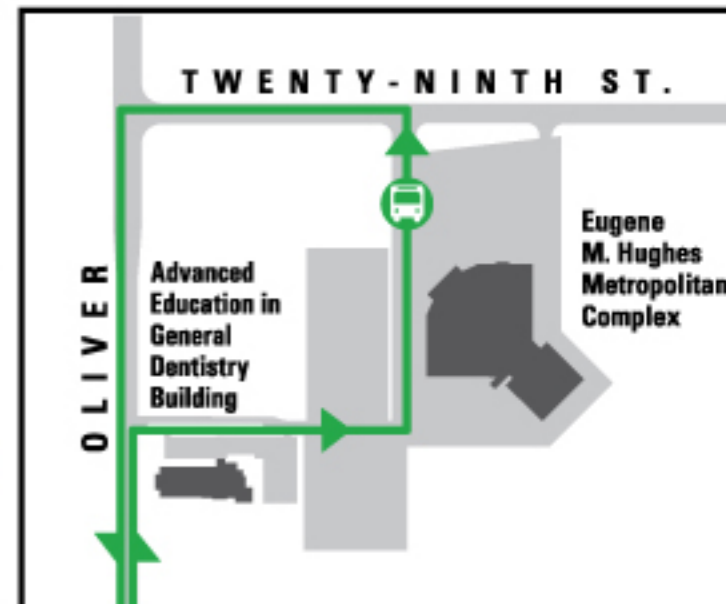 TWENTY-NINTH ST.
OLIVER
Advanced
Education in
General
Dentistry
Building
Eugene
M. Hughes
Metropolitan
Complex